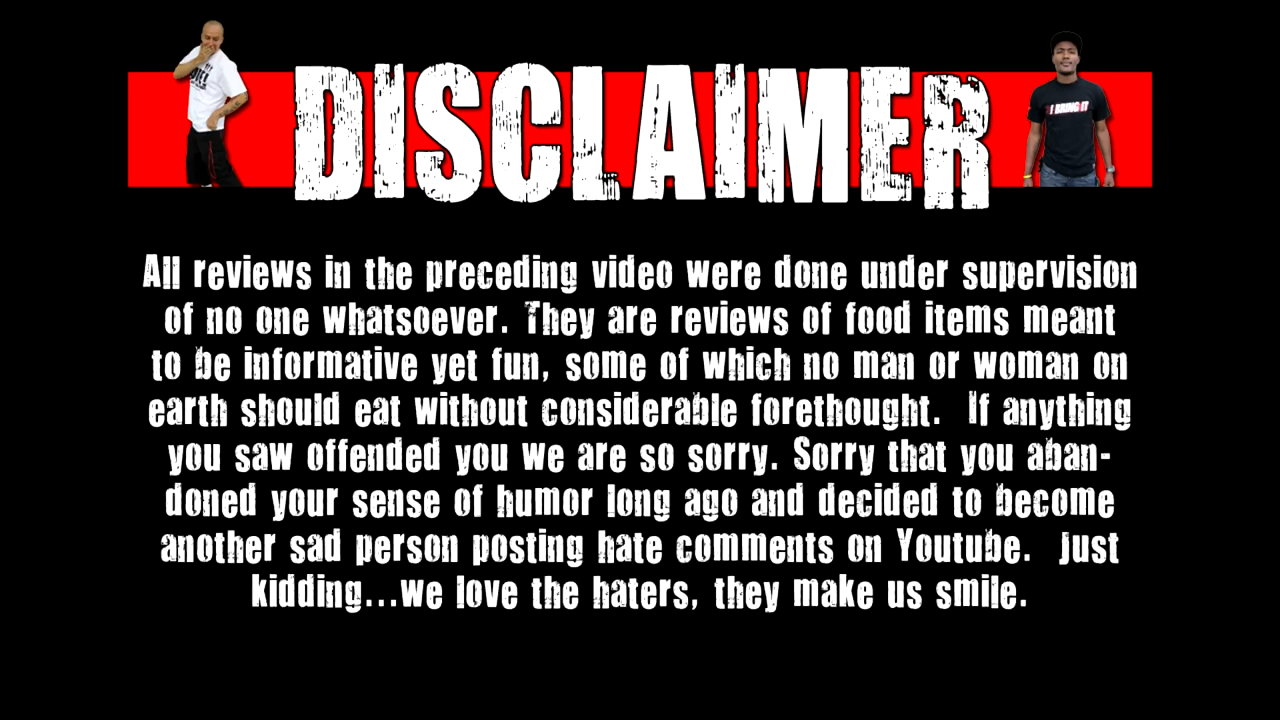 DISCLAIMER
I BRING IT
All reviews in the preceding video were done under supervision
of no one whatsoever. They are reviews of food items meant
to be informative yet fun, some of which no man or woman on
earth should eat without considerable forethought. If anything
you saw offended you we are so sorry. Sorry that you aban-
doned your sense of humor long ago and decided to become
another sad person posting hate comments on Youtube. Just
kidding...we love the haters, they make us smile.